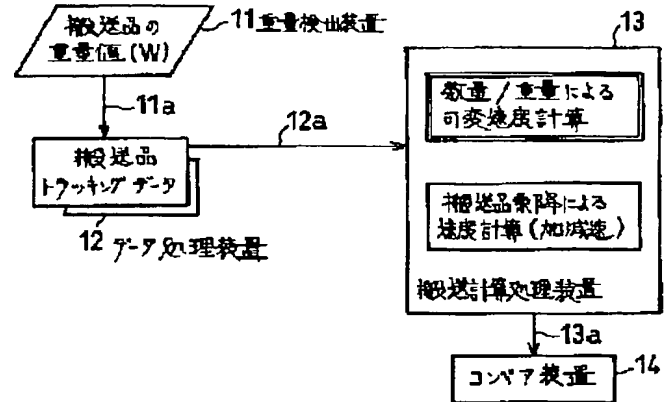 搬送品の
重量値(W)
11 重量検出装置
11a
搬送品
トラッキングデータ
12 データ処理装置
12a
13
数量/重量による
可変速度計算
搬送品乗降による
速度計算(加減速)
搬送計算処理装置
13a
コンベア装置
14